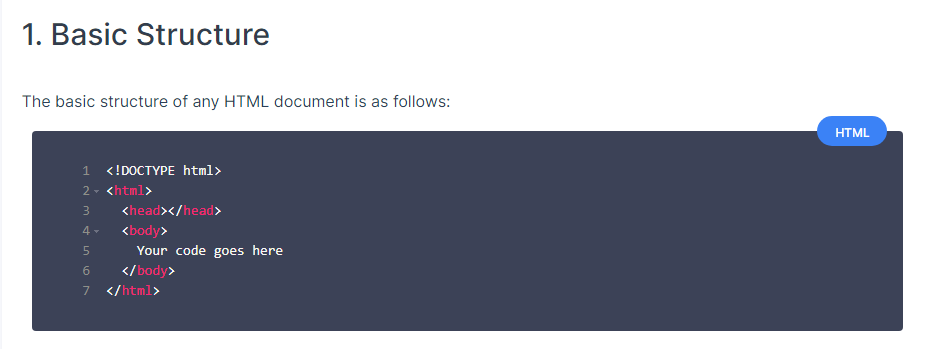 1. Basic Structure
The basic structure of any HTML document is as follows:
HTML
1 <!DOCTYPE html>
2 <html>
3   <head></head>
4   <body>
5     Your code goes here
6   </body>
7 </html>